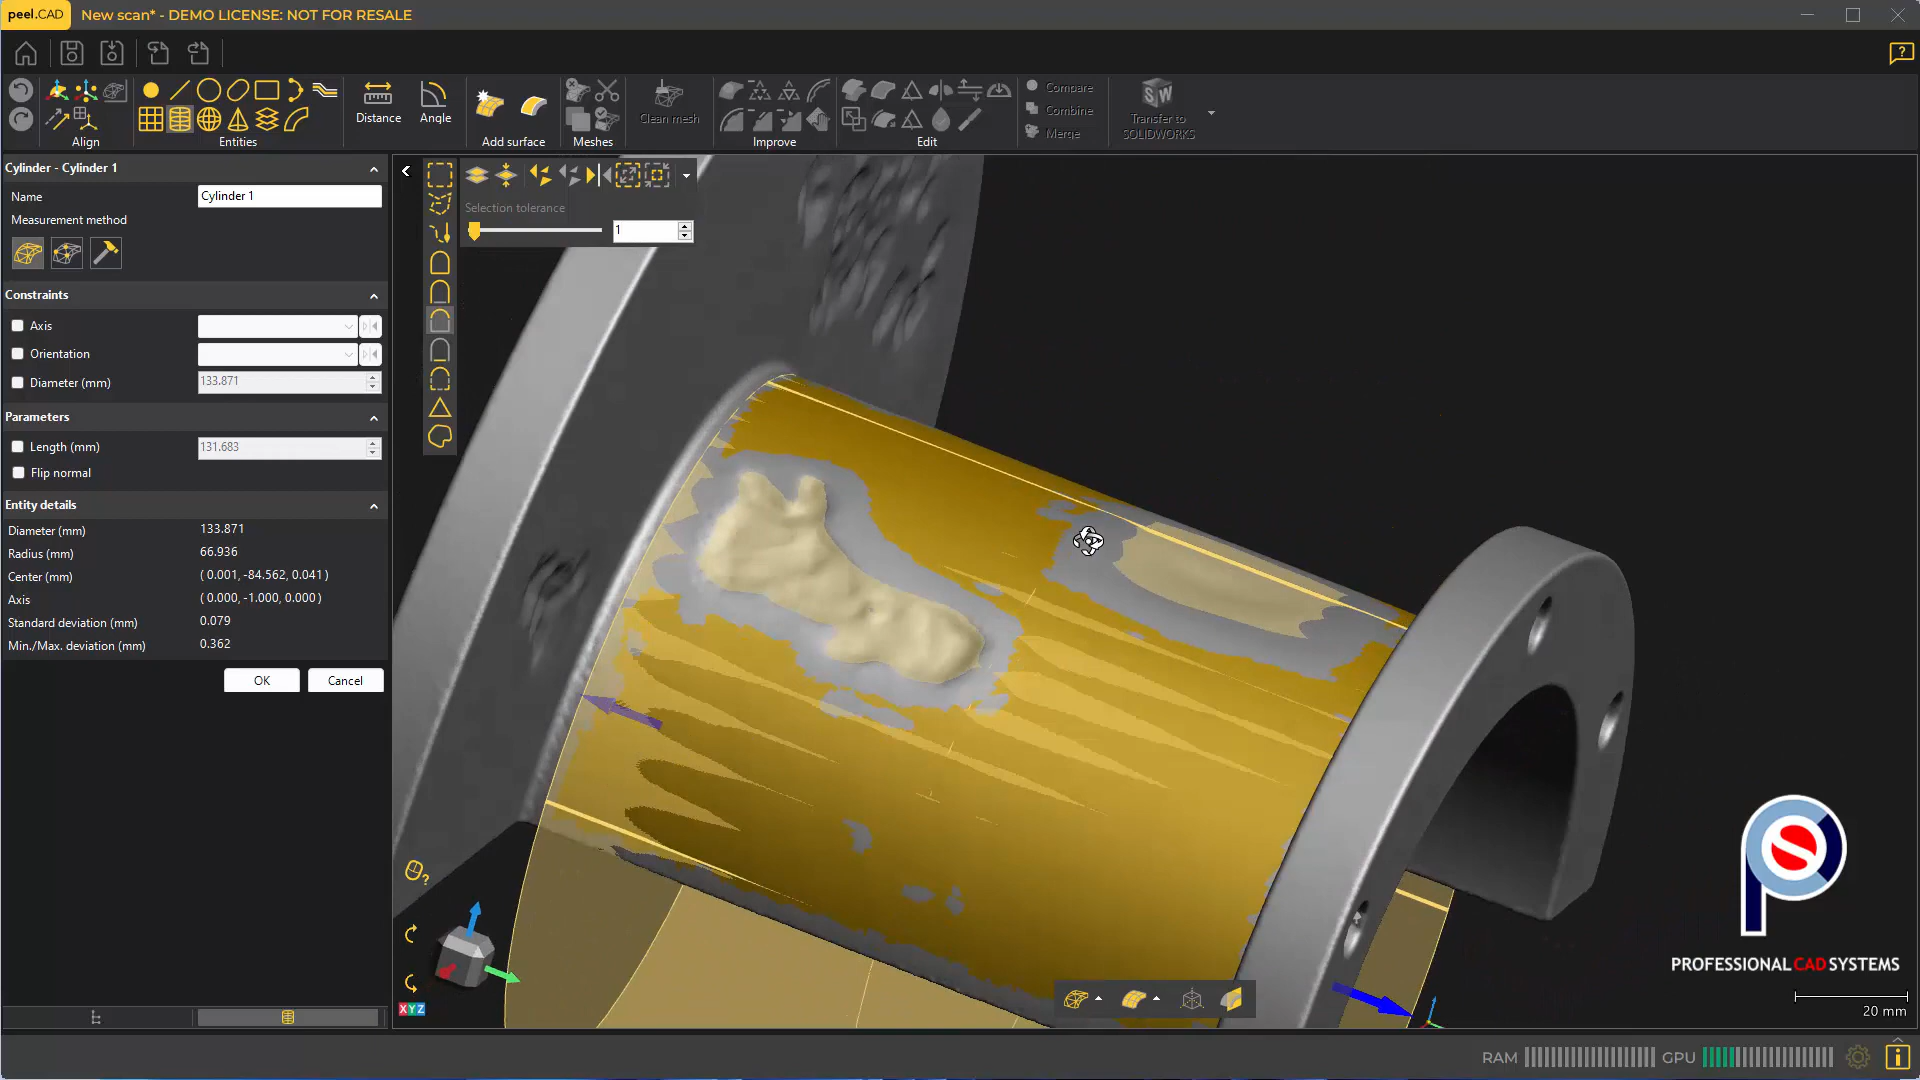 peel.CAD
New scan* - DEMO LICENSE: NOT FOR RESALE
Align
Entities
Distance
Angle
Add surface
Meshes
Clean mesh
Improve
Edit
Compare
Combine
Merge
SW
Transfer to
SOLIDWORKS
Cylinder - Cylinder 1
Name
Cylinder 1
Measurement method
Constraints
Axis
Orientation
Diameter (mm)
133.871
Parameters
Length (mm)
131.683
Flip normal
Entity details
Diameter (mm)
133.871
Radius (mm)
66.936
Center (mm)
( 0.001, -84.562, 0.041 )
Axis
( 0.000, -1.000, 0.000 )
Standard deviation (mm)
0.079
Min./Max. deviation (mm)
0.362
OK
Cancel
Selection tolerance
1
XYZ
PROFESSIONAL CAD SYSTEMS
20 mm
RAM
GPU